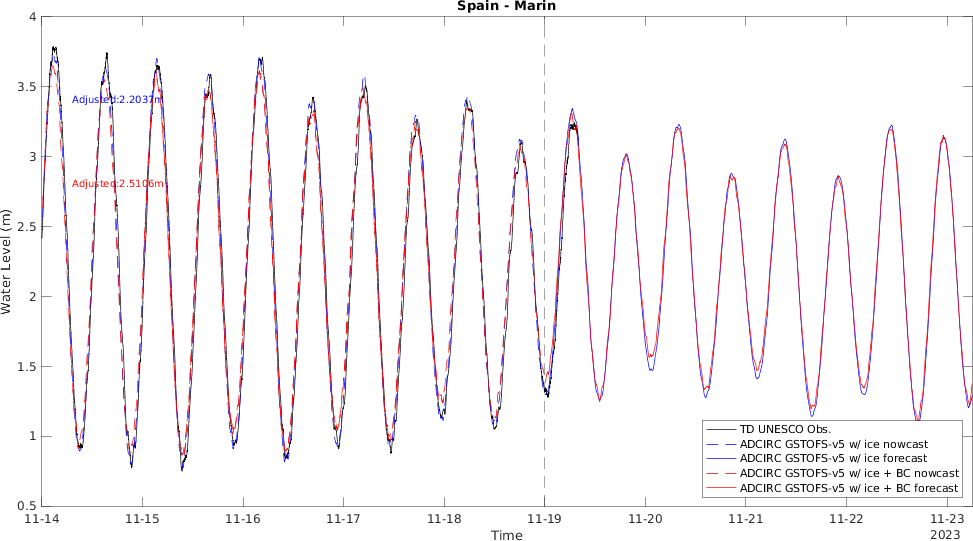 Spain - Marin
4
3.5
3
2.5
2
1.5
1
0.5
Water Level (m)
Adjusted:2.2037m
Adjusted:2.5106m
TD UNESCO Obs.
ADCIRC GSTOFS-v5 w/ ice nowcast
ADCIRC GSTOFS-v5 w/ ice forecast
ADCIRC GSTOFS-v5 w/ ice + BC nowcast
ADCIRC GSTOFS-v5 w/ ice + BC forecast
11-14 11-15 11-16 11-17 11-18 11-19 11-20 11-21 11-22 11-23
Time
2023